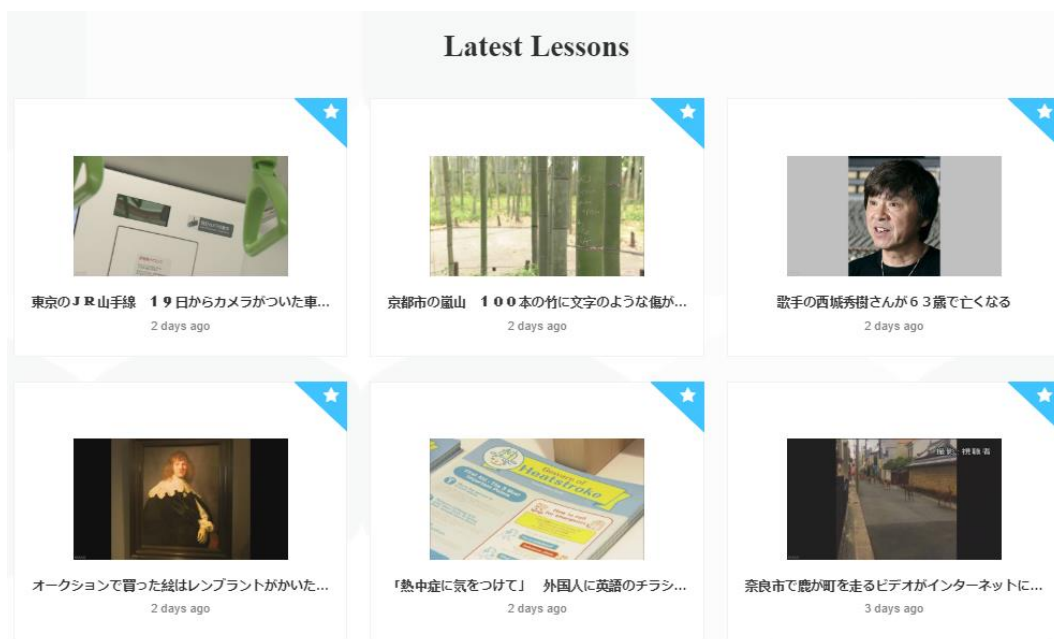 Latest Lessons
東京のＪＲ山手線　１９日からカメラがついた車...
2 days ago
京都市の嵐山　１００本の竹に文字のような傷が...
2 days ago
歌手の西城秀樹さんが６３歳で亡くなる
2 days ago
Beware of
Heatstroke
オークションで買った絵はレンブラントがかいた...
2 days ago
「熱中症に気をつけて」　外国人に英語のチラシ...
2 days ago
視聴者
奈良市で鹿が町を走るビデオがインターネットに...
3 days ago